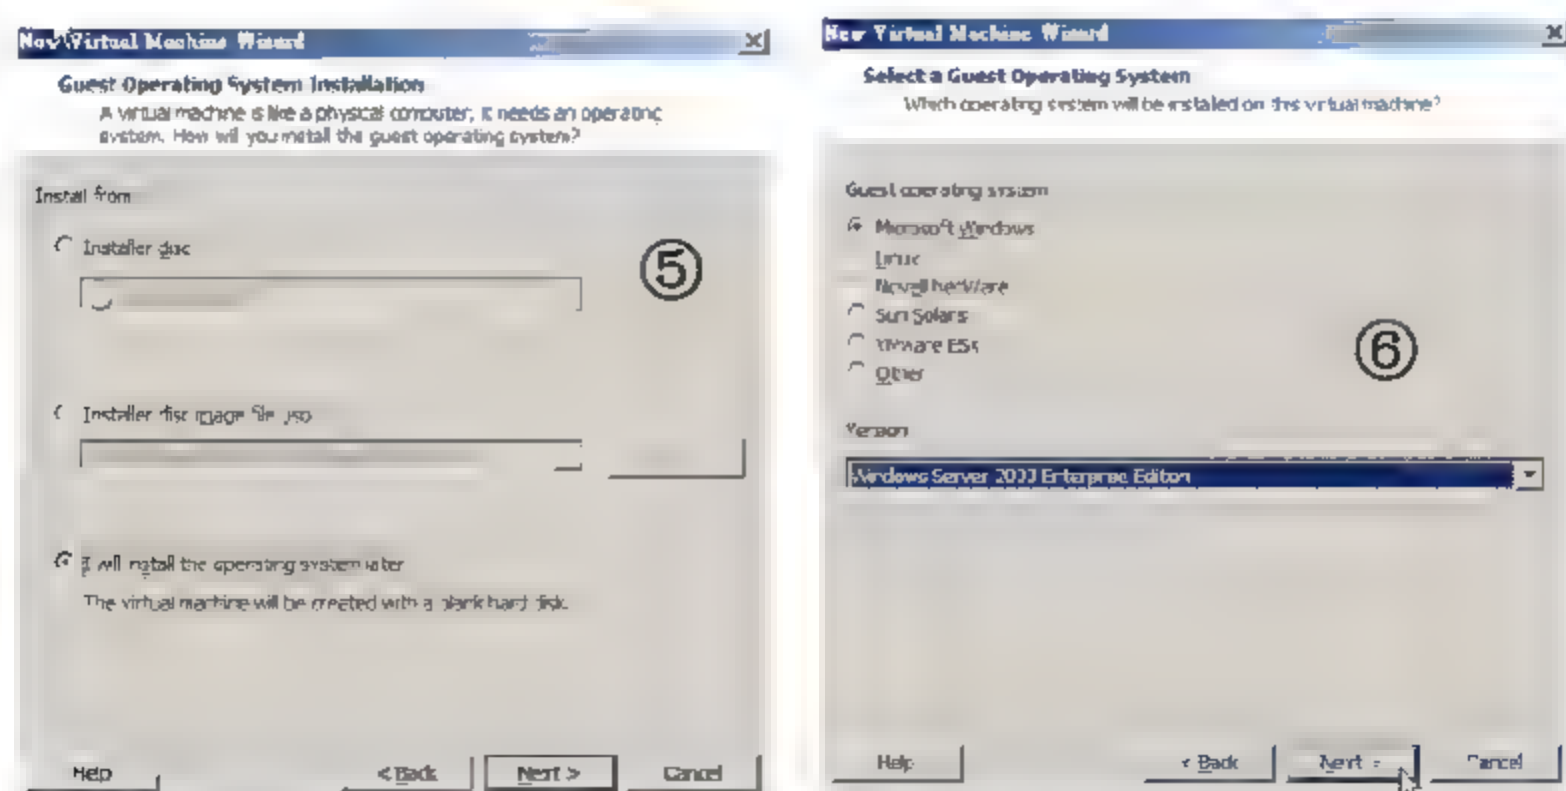 New Virtual Machine Wizard
Guest Operating System Installation
A virtual machine is like a physical computer; it needs an operating
system. How will you install the guest operating system?
Install from
Installer disc
⑤
Installer disc image file (iso)
I will install the operating system later
The virtual machine will be created with a blank hard disk.
Help
< Back
Next >
Cancel
New Virtual Machine Wizard
Select a Guest Operating System
Which operating system will be installed on this virtual machine?
Guest operating system
Microsoft Windows
Linux
Novell NetWare
Sun Solaris
VMware ESX
Other
⑥
Version
Windows Server 2003 Enterprise Edition
Help
< Back
Next >
Cancel